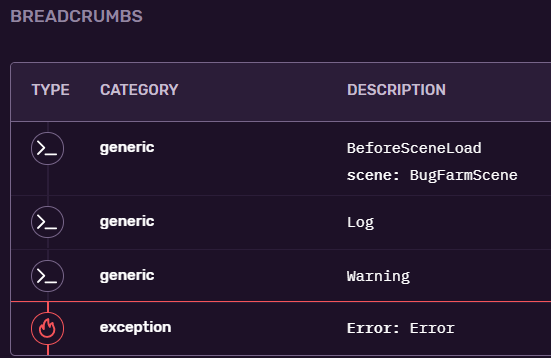 BREADCRUMBS
TYPE CATEGORY DESCRIPTION
generic BeforeSceneLoad
scene: BugFarmScene
generic Log
generic Warning
exception Error: Error